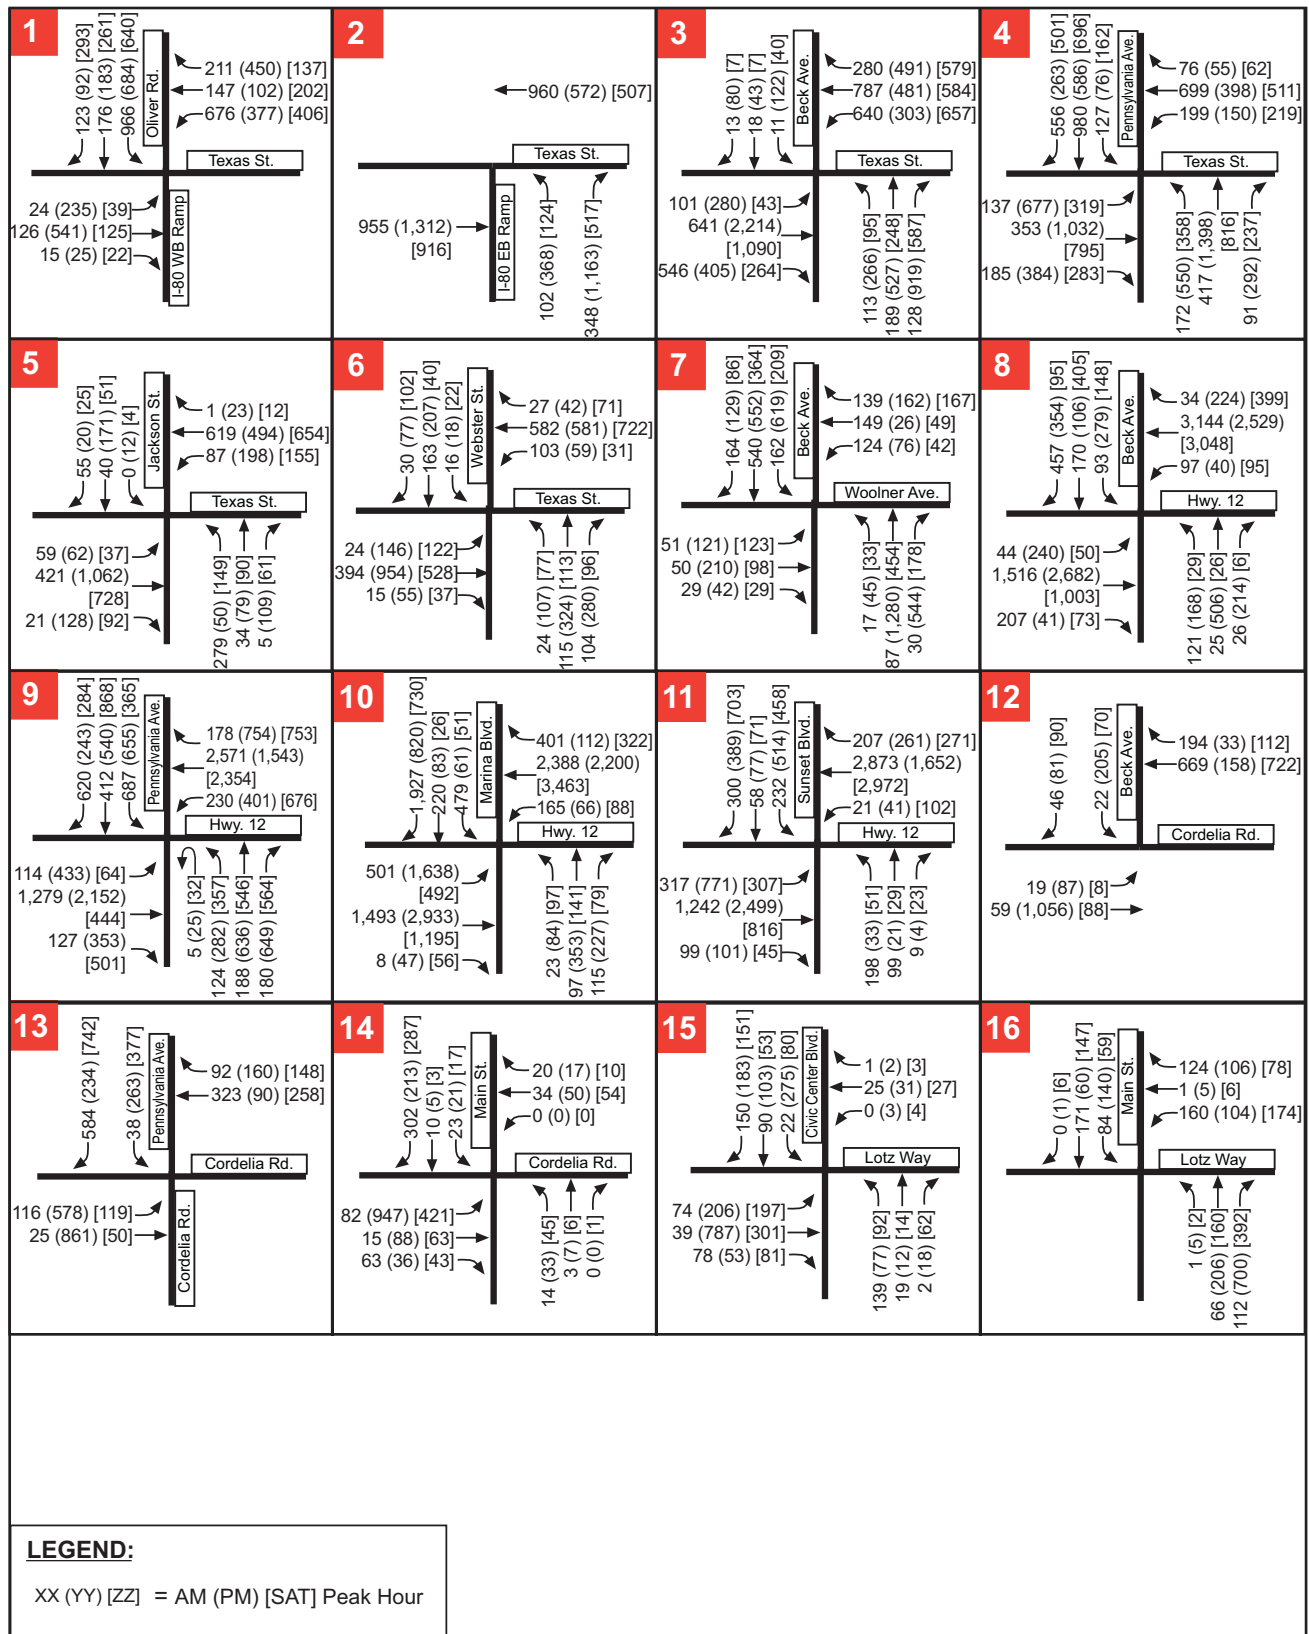 1
123 (92) [293]
176 (183) [261]
966 (684) [640]
Oliver Rd.
211 (450) [137]
147 (102) [202]
676 (377) [406]
Texas St.
24 (235) [39]
126 (541) [125]
15 (25) [22]
I-80 WB Ramp
2
960 (572) [507]
Texas St.
955 (1,312)
[916]
I-80 EB Ramp
102 (368) [124]
348 (1,163) [517]
3
13 (80) [7]
18 (43) [7]
11 (122) [40]
Beck Ave.
280 (491) [579]
787 (481) [584]
640 (303) [657]
Texas St.
101 (280) [43]
641 (2,214)
[1,090]
546 (405) [264]
113 (266) [95]
189 (527) [248]
128 (919) [587]
4
556 (263) [501]
980 (586) [696]
127 (76) [162]
Pennsylvania Ave.
76 (55) [62]
699 (398) [511]
199 (150) [219]
Texas St.
137 (677) [319]
353 (1,032)
[795]
185 (384) [283]
172 (550) [358]
417 (1,398)
[816]
91 (292) [237]
5
55 (20) [25]
40 (171) [51]
0 (12) [4]
Jackson St.
1 (23) [12]
619 (494) [654]
87 (198) [155]
Texas St.
59 (62) [37]
421 (1,062)
[728]
21 (128) [92]
279 (50) [149]
34 (79) [90]
5 (109) [61]
6
30 (77) [102]
163 (207) [40]
16 (18) [22]
Webster St.
27 (42) [71]
582 (581) [722]
103 (59) [31]
Texas St.
24 (146) [122]
394 (954) [528]
15 (55) [37]
24 (107) [77]
115 (324) [113]
104 (280) [96]
7
164 (129) [86]
540 (552) [364]
162 (619) [209]
Beck Ave.
139 (162) [167]
149 (26) [49]
124 (76) [42]
Woolner Ave.
51 (121) [123]
50 (210) [98]
29 (42) [29]
17 (45) [33]
87 (1,280) [454]
30 (544) [178]
8
457 (354) [95]
170 (106) [405]
93 (279) [148]
Beck Ave.
34 (224) [399]
3,144 (2,529)
[3,048]
97 (40) [95]
Hwy. 12
44 (240) [50]
1,516 (2,682)
[1,003]
207 (41) [73]
121 (168) [29]
25 (506) [26]
26 (214) [6]
9
620 (243) [284]
412 (540) [868]
687 (655) [365]
Pennsylvania Ave.
178 (754) [753]
2,571 (1,543)
[2,354]
230 (401) [676]
Hwy. 12
114 (433) [64]
1,279 (2,152)
[444]
127 (353)
[501]
5 (25) [32]
124 (282) [357]
188 (636) [546]
180 (649) [564]
10
1,927 (820) [730]
220 (83) [26]
479 (61) [51]
Marina Blvd.
401 (112) [322]
2,388 (2,200)
[3,463]
165 (66) [88]
Hwy. 12
501 (1,638)
[492]
1,493 (2,933)
[1,195]
8 (47) [56]
23 (84) [97]
97 (353) [141]
115 (227) [79]
11
300 (389) [703]
58 (77) [71]
232 (514) [458]
Sunset Blvd.
207 (261) [271]
2,873 (1,652)
[2,972]
21 (41) [102]
Hwy. 12
317 (771) [307]
1,242 (2,499)
[816]
99 (101) [45]
198 (33) [51]
99 (21) [29]
9 (4) [23]
12
46 (81) [90]
22 (205) [70]
Beck Ave.
194 (33) [112]
669 (158) [722]
Cordelia Rd.
19 (87) [8]
59 (1,056) [88]
13
584 (234) [742]
38 (263) [377]
Pennsylvania Ave.
92 (160) [148]
323 (90) [258]
Cordelia Rd.
116 (578) [119]
25 (861) [50]
Cordelia Rd.
14
302 (213) [287]
10 (5) [3]
23 (21) [17]
Main St.
20 (17) [10]
34 (50) [54]
0 (0) [0]
Cordelia Rd.
82 (947) [421]
15 (88) [63]
63 (36) [43]
14 (33) [45]
3 (7) [6]
0 (0) [1]
15
150 (183) [151]
90 (103) [53]
22 (275) [80]
Civic Center Blvd.
1 (2) [3]
25 (31) [27]
0 (3) [4]
Lotz Way
74 (206) [197]
39 (787) [301]
78 (53) [81]
139 (77) [92]
19 (12) [14]
2 (18) [62]
16
0 (1) [6]
171 (60) [147]
84 (140) [59]
Main St.
124 (106) [78]
1 (5) [6]
160 (104) [174]
Lotz Way
1 (5) [2]
66 (206) [160]
112 (700) [392]
LEGEND:
XX (YY) [ZZ] = AM (PM) [SAT] Peak Hour